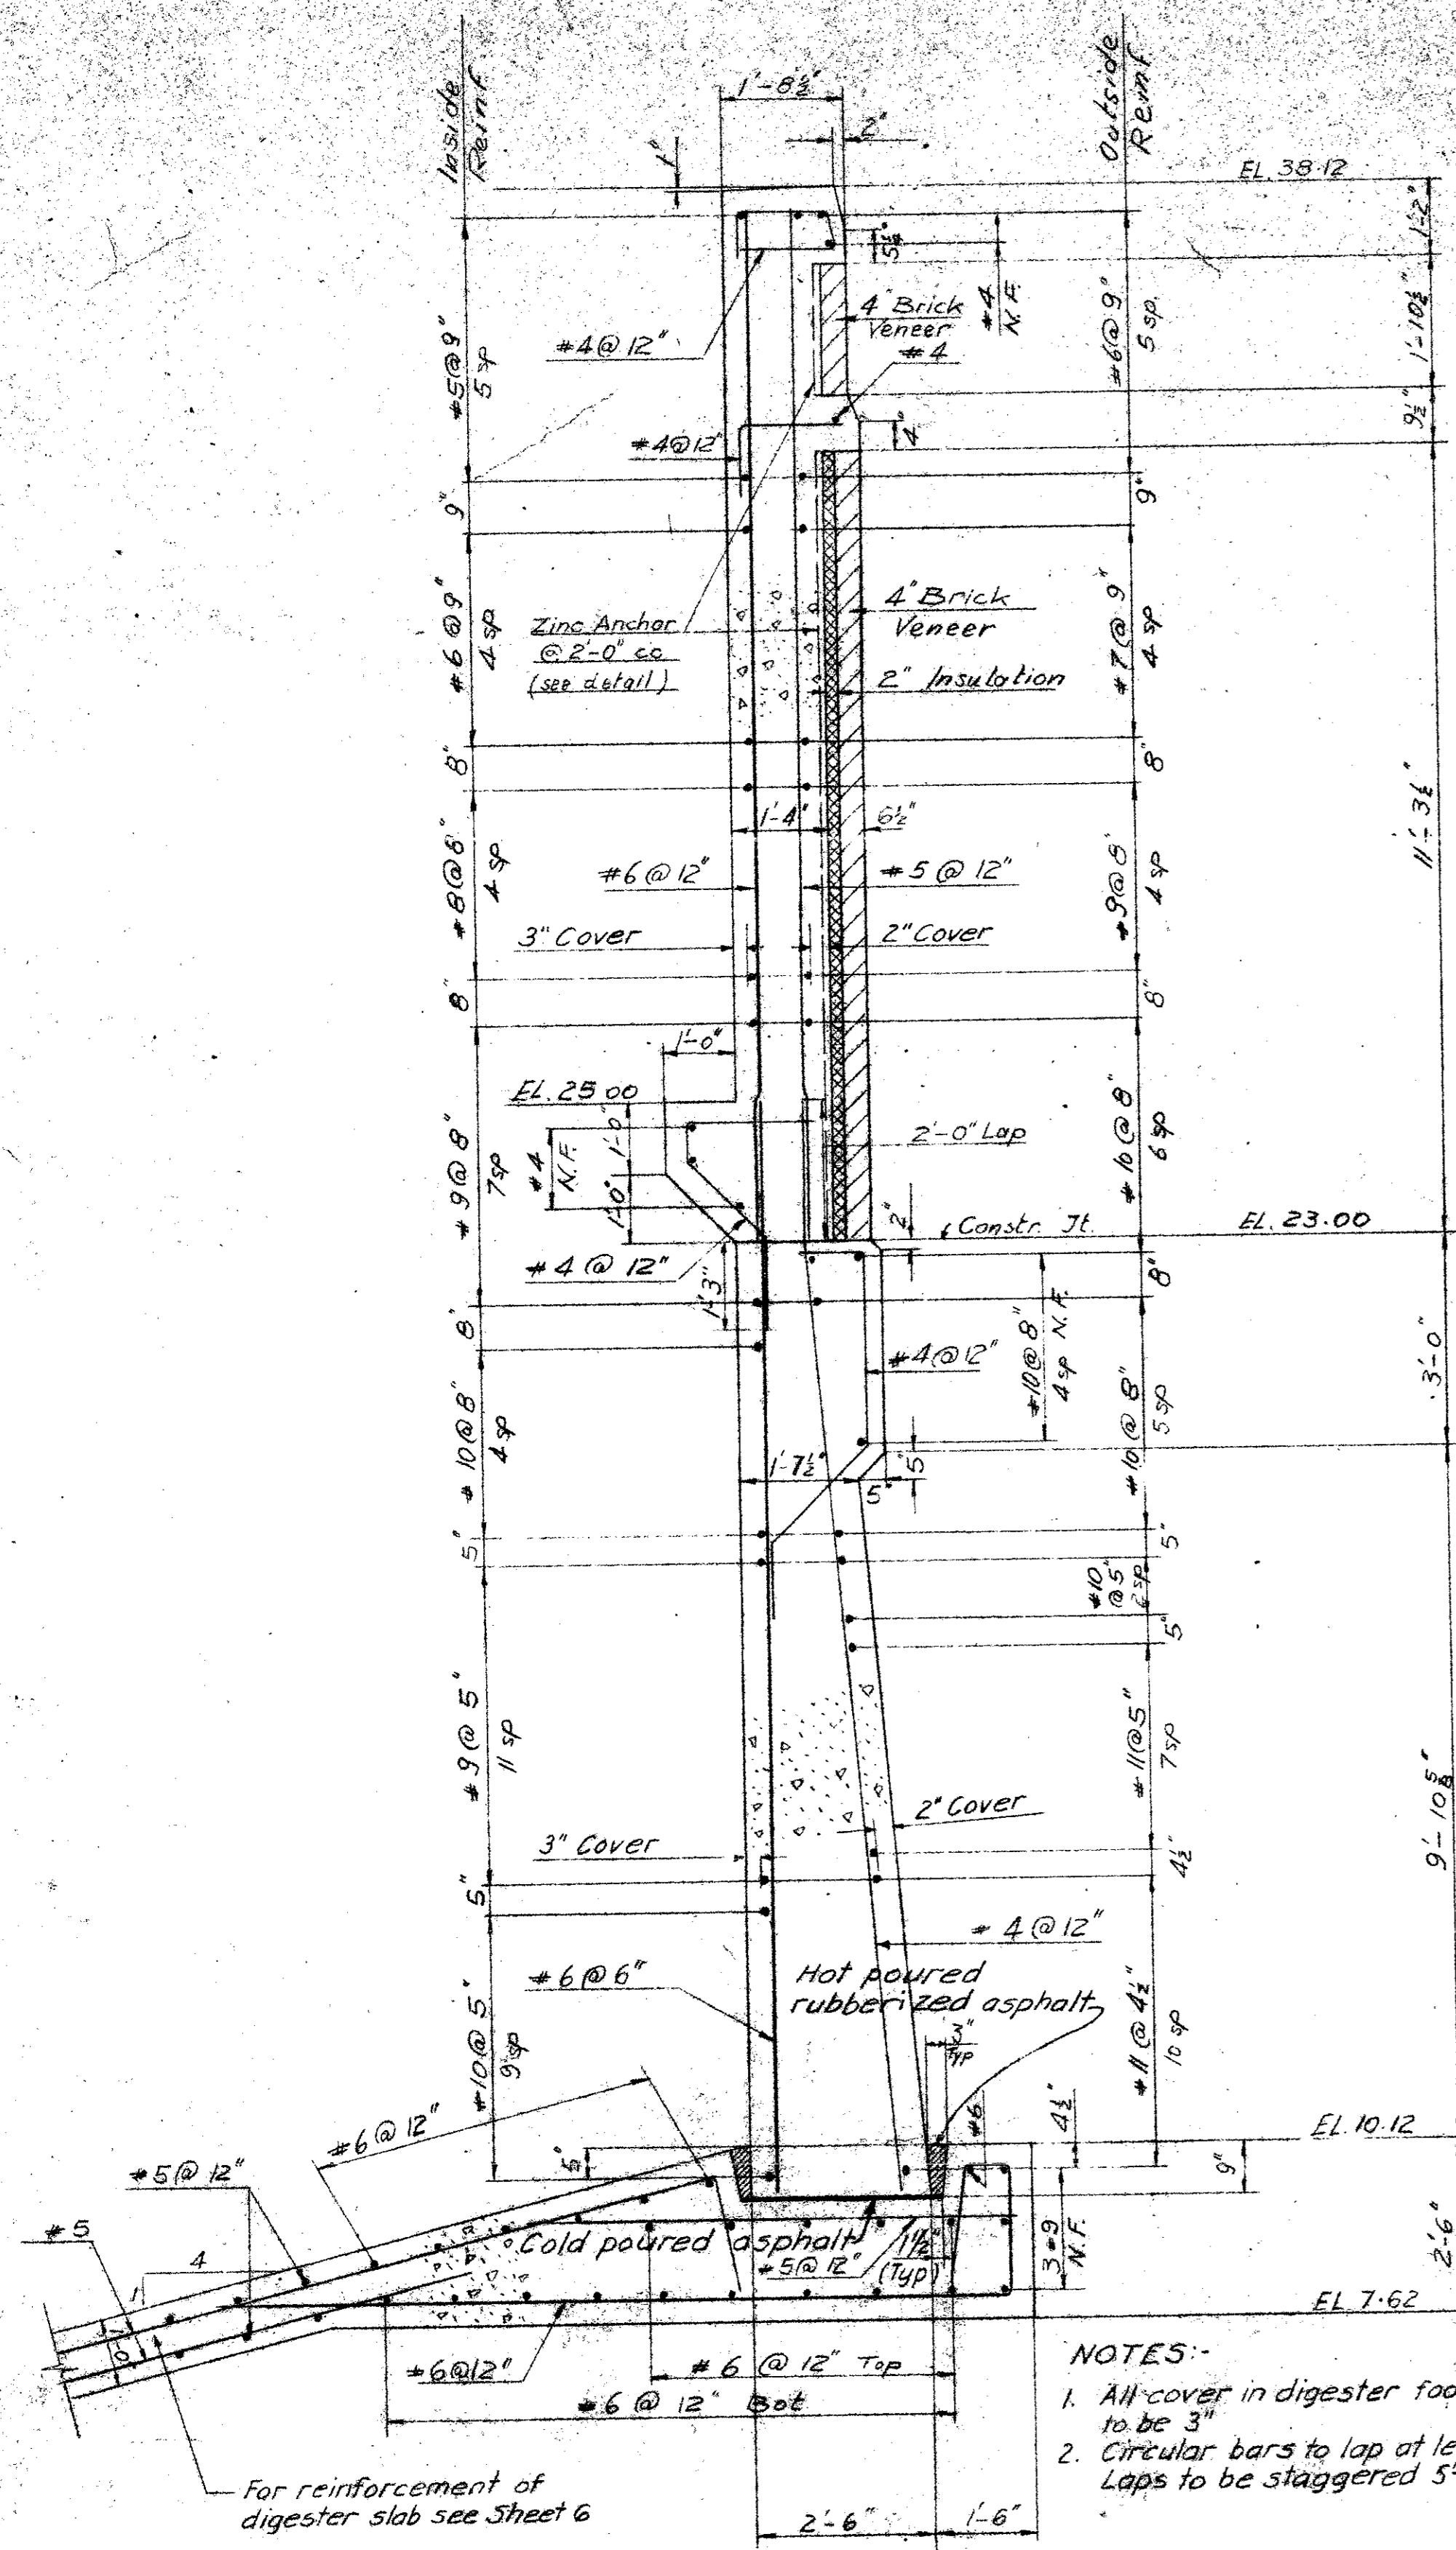 Inside
Reinf
Outside
Reinf
1'-8½"
2"
1"
EL. 38.12
1'-2"
5½"
#4
N.F.
4" Brick
Veneer
#4
#4@12"
#5@9"
5 sp
#6@9"
5 sp.
1'-10½"
9½"
4"
#4@12"
9"
9"
#6@9"
4 sp
Zinc Anchor
@ 2'-0" cc
(see detail)
4" Brick
Veneer
2" Insulation
#7@9"
4 sp
8"
8"
11'-3½"
1'-4"
6½"
#8@8"
4 sp
#6@12"
#5@12"
#9@8"
4 sp
3" Cover
2" Cover
8"
8"
1'-0"
EL. 25.00
#9@8"
7 sp
#4
N.F.
1'-0"
1'-0"
2'-0" Lap
#10@8"
6 sp
2"
Constr. Jt.
EL. 23.00
#4@12"
1'-3"
8"
8"
#4@12"
#10@8"
4 sp N.F.
3'-0"
#10@8"
4 sp
#10@8"
5 sp
1'-7½"
5"
5"
5"
5"
#10
@5"
2 sp
5"
#9@5"
11 sp
#11@5"
7 sp
2" Cover
3" Cover
4½"
5"
9'-10⅝"
#4@12"
#6@6"
Hot poured
rubberized asphalt
#10@5"
9 sp
#11@4½"
10 sp
Typ
#6
4½"
#6@12"
EL. 10.12
5"
9"
#5@12"
#5
4
1
Cold poured asphalt
#5@12"
1½"
(Typ)
3#9
N.F.
2'-6"
EL 7.62
#6@12"
#6@12" Top
#6@12" Bot
NOTES:-
1. All cover in digester foo
to be 3"
2. Circular bars to lap at le
Laps to be staggered 5'
For reinforcement of
digester slab see Sheet 6
2'-6"
1'-6"